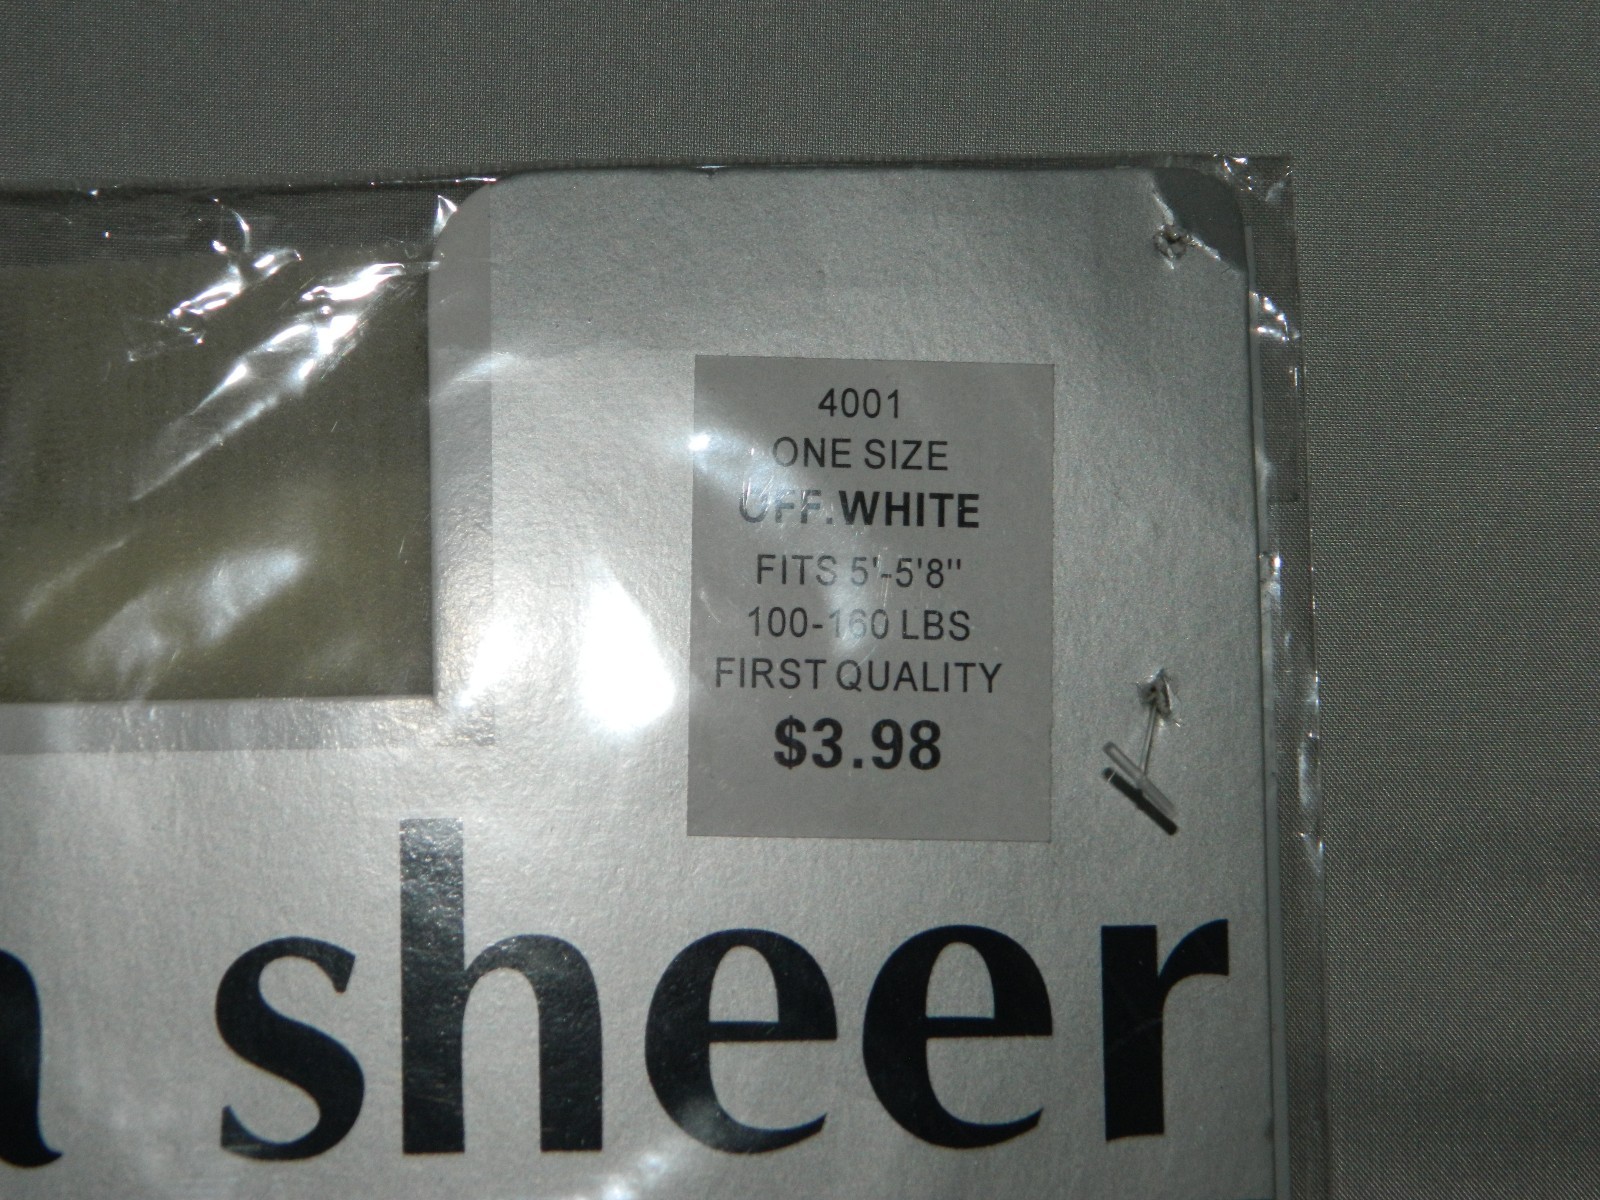 4001
ONE SIZE
OFF.WHITE
FITS 5'-5'8"
100-160 LBS
FIRST QUALITY
$3.98
sheer